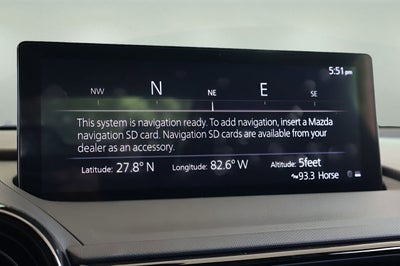 5:51 pm
NW N NE E SE
This system is navigation ready. To add navigation, insert a Mazda
navigation SD card. Navigation SD cards are available from your
dealer as an accessory.
Latitude: 27.8° N Longitude: 82.6° W Altitude: 5feet
93.3 Horse